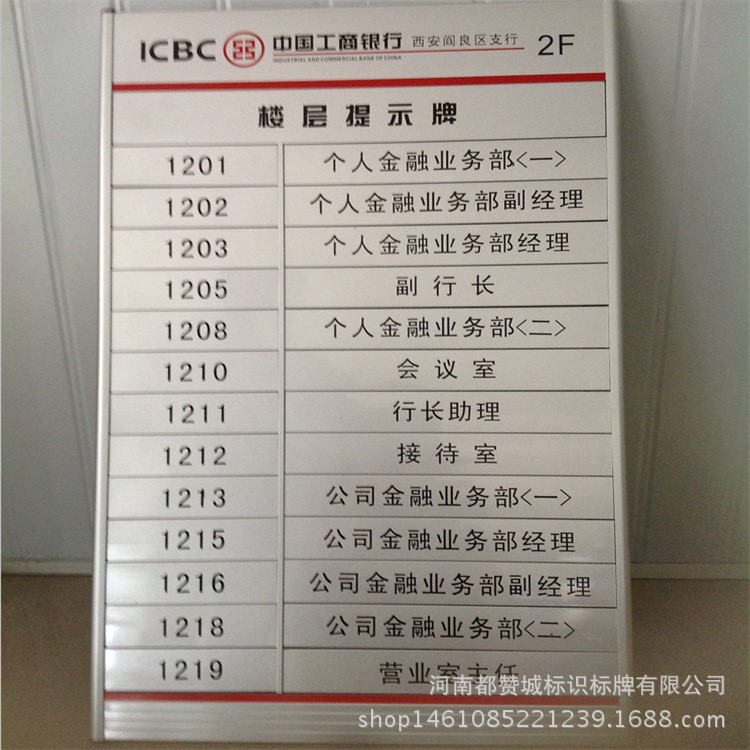 ICBC 中国工商银行 西安阎良区支行 2F
INDUSTRIAL AND COMMERCIAL BANK OF CHINA
楼层提示牌
1201 个人金融业务部<一>
1202 个人金融业务部副经理
1203 个人金融业务部经理
1205 副行长
1208 个人金融业务部<二>
1210 会议室
1211 行长助理
1212 接待室
1213 公司金融业务部<一>
1215 公司金融业务部经理
1216 公司金融业务部副经理
1218 公司金融业务部<二>
1219 营业室主任
河南都赞城标识标牌有限公司
shop1461085221239.1688.com